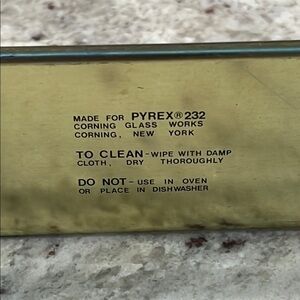 MADE FOR PYREX® 232
CORNING GLASS WORKS
CORNING, NEW YORK
TO CLEAN-WIPE WITH DAMP
CLOTH, DRY THOROUGHLY
DO NOT-USE IN OVEN
OR PLACE IN DISHWASHER